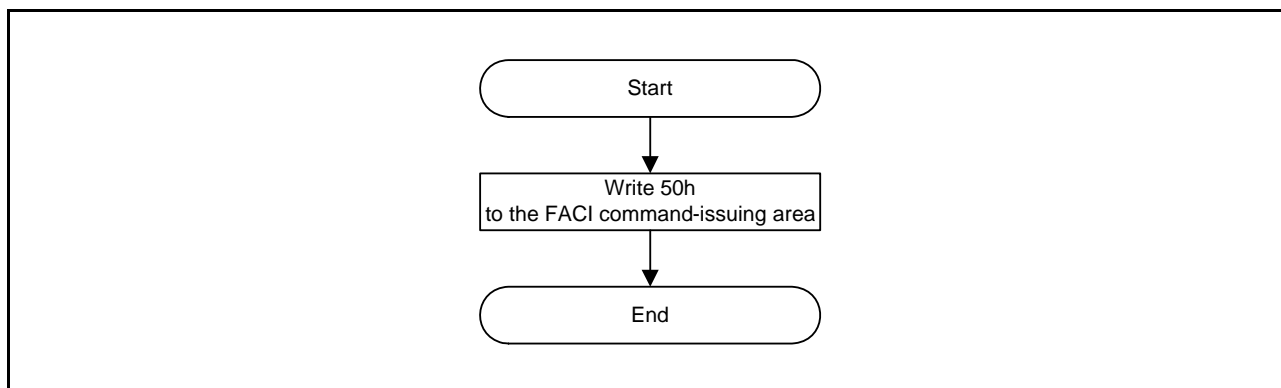 Start
Write 50h
to the FACI command-issuing area
End